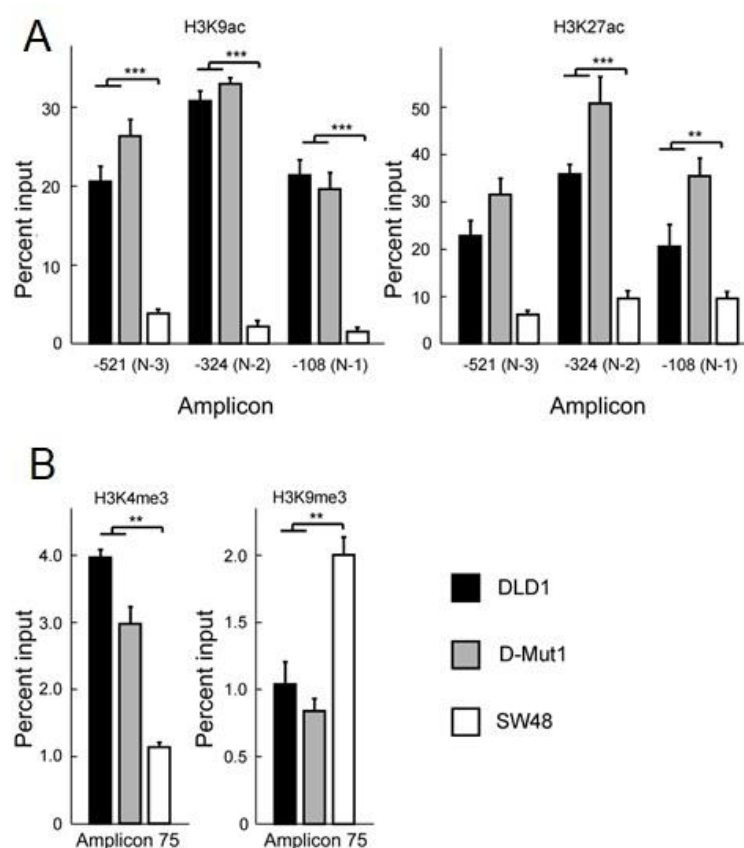 A
H3K9ac
Percent input
30
20
10
0
***
***
***
-521 (N-3) -324 (N-2) -108 (N-1)
Amplicon
H3K27ac
Percent input
50
40
30
20
10
0
***
**
-521 (N-3) -324 (N-2) -108 (N-1)
Amplicon
B
H3K4me3
Percent input
4.0
3.0
2.0
1.0
0
**
Amplicon 75
H3K9me3
Percent input
2.0
1.5
1.0
0.5
0
**
Amplicon 75
DLD1
D-Mut1
SW48